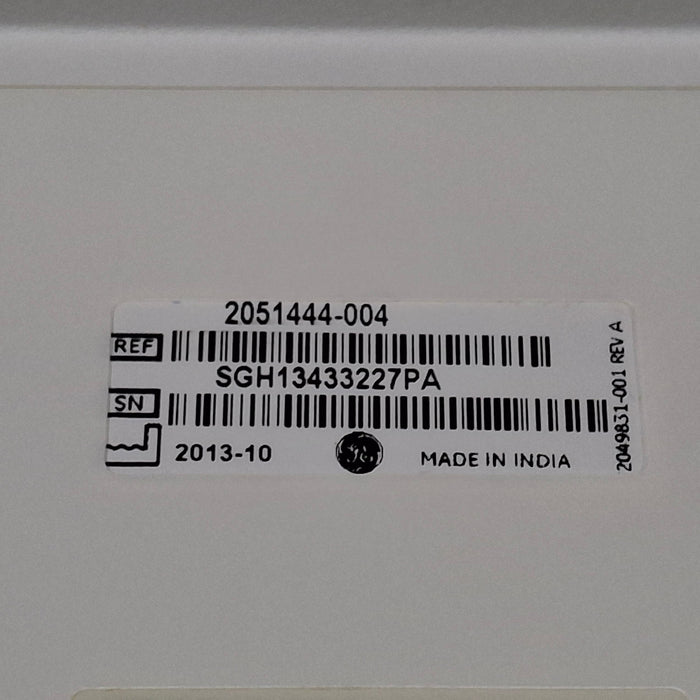 2051444-004
REF
SGH13433227PA
SN
2013-10
MADE IN INDIA
2049831-001 REV A